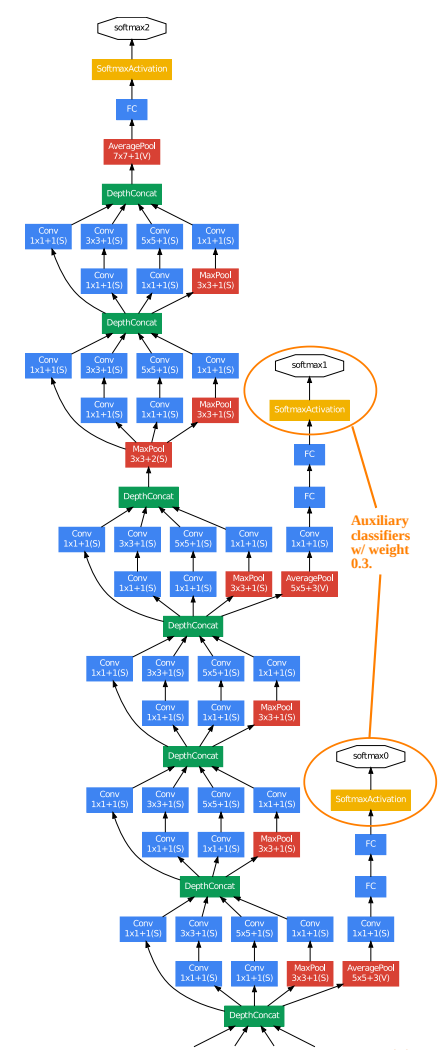 softmax2
SoftmaxActivation
FC
AveragePool
7x7+1(V)
DepthConcat
Conv
1x1+1(S)
Conv
3x3+1(S)
Conv
5x5+1(S)
Conv
1x1+1(S)
Conv
1x1+1(S)
Conv
1x1+1(S)
MaxPool
3x3+1(S)
DepthConcat
Conv
1x1+1(S)
Conv
3x3+1(S)
Conv
5x5+1(S)
Conv
1x1+1(S)
softmax1
Conv
1x1+1(S)
Conv
1x1+1(S)
MaxPool
3x3+1(S)
SoftmaxActivation
MaxPool
3x3+2(S)
FC
DepthConcat
FC
Auxiliary
classifiers
w/ weight
0.3.
Conv
1x1+1(S)
Conv
3x3+1(S)
Conv
5x5+1(S)
Conv
1x1+1(S)
Conv
1x1+1(S)
Conv
1x1+1(S)
Conv
1x1+1(S)
MaxPool
3x3+1(S)
AveragePool
5x5+3(V)
DepthConcat
Conv
1x1+1(S)
Conv
3x3+1(S)
Conv
5x5+1(S)
Conv
1x1+1(S)
Conv
1x1+1(S)
Conv
1x1+1(S)
MaxPool
3x3+1(S)
DepthConcat
softmax0
Conv
1x1+1(S)
Conv
3x3+1(S)
Conv
5x5+1(S)
Conv
1x1+1(S)
SoftmaxActivation
Conv
1x1+1(S)
Conv
1x1+1(S)
MaxPool
3x3+1(S)
FC
DepthConcat
FC
Conv
1x1+1(S)
Conv
3x3+1(S)
Conv
5x5+1(S)
Conv
1x1+1(S)
Conv
1x1+1(S)
Conv
1x1+1(S)
Conv
1x1+1(S)
MaxPool
3x3+1(S)
AveragePool
5x5+3(V)
DepthConcat